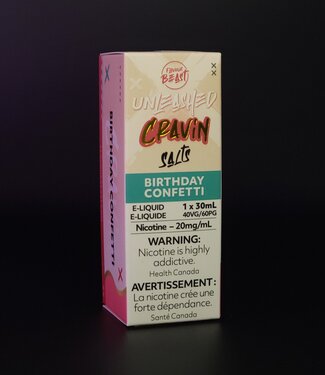 Flavour
BEAST
UNLEASHED
CRAVIN
SALTS
BIRTHDAY
CONFETTI
E-LIQUID 1 x 30mL
E-LIQUIDE 40VG/60PG
Nicotine – 20mg/mL
WARNING:
Nicotine is highly
addictive.
Health Canada
AVERTISSEMENT:
La nicotine crée une
forte dépendance.
Santé Canada
BIRTHDAY CONFETTI